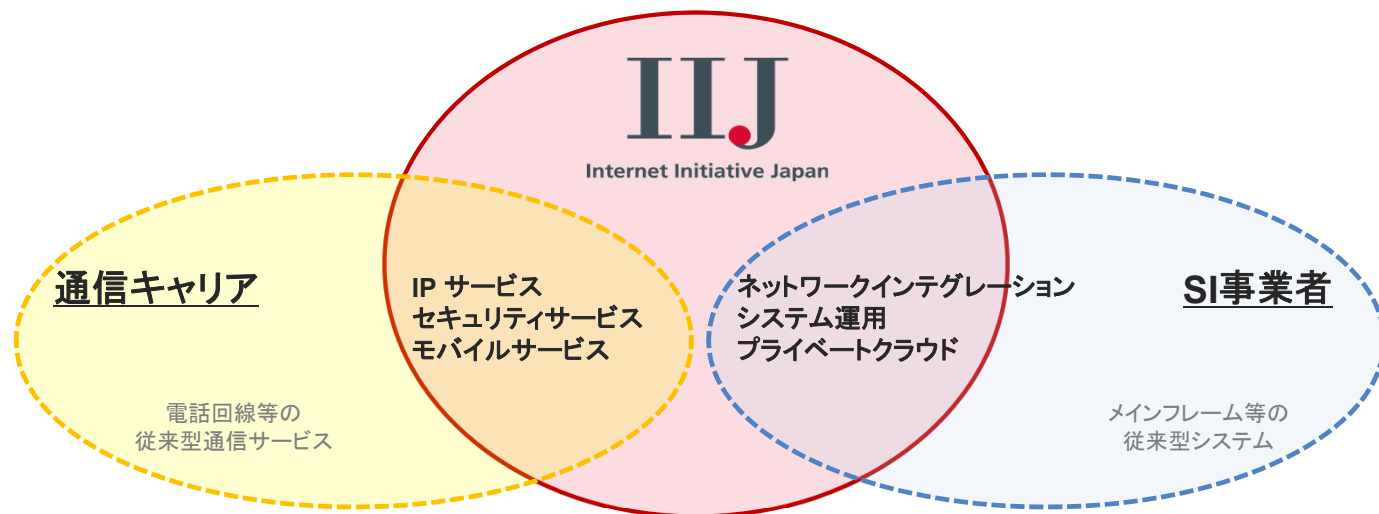 IIJ
Internet Initiative Japan
通信キャリア
IP サービス
セキュリティサービス
モバイルサービス
電話回線等の
従来型通信サービス
ネットワークインテグレーション
システム運用
プライベートクラウド
SI事業者
メインフレーム等の
従来型システム